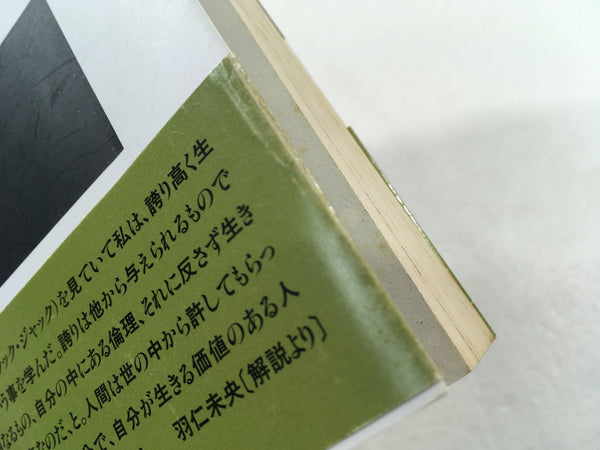 ック・ジャック)を見ていて私は、誇り高く生
う事を学んだ。誇りは他から与えられるもので
なるもの、自分の中にある倫理、それに反さず生き
なのだ、と。人間は世の中から許してもらっ
で、自分が生きる価値のある人
羽仁未央〔解説より〕